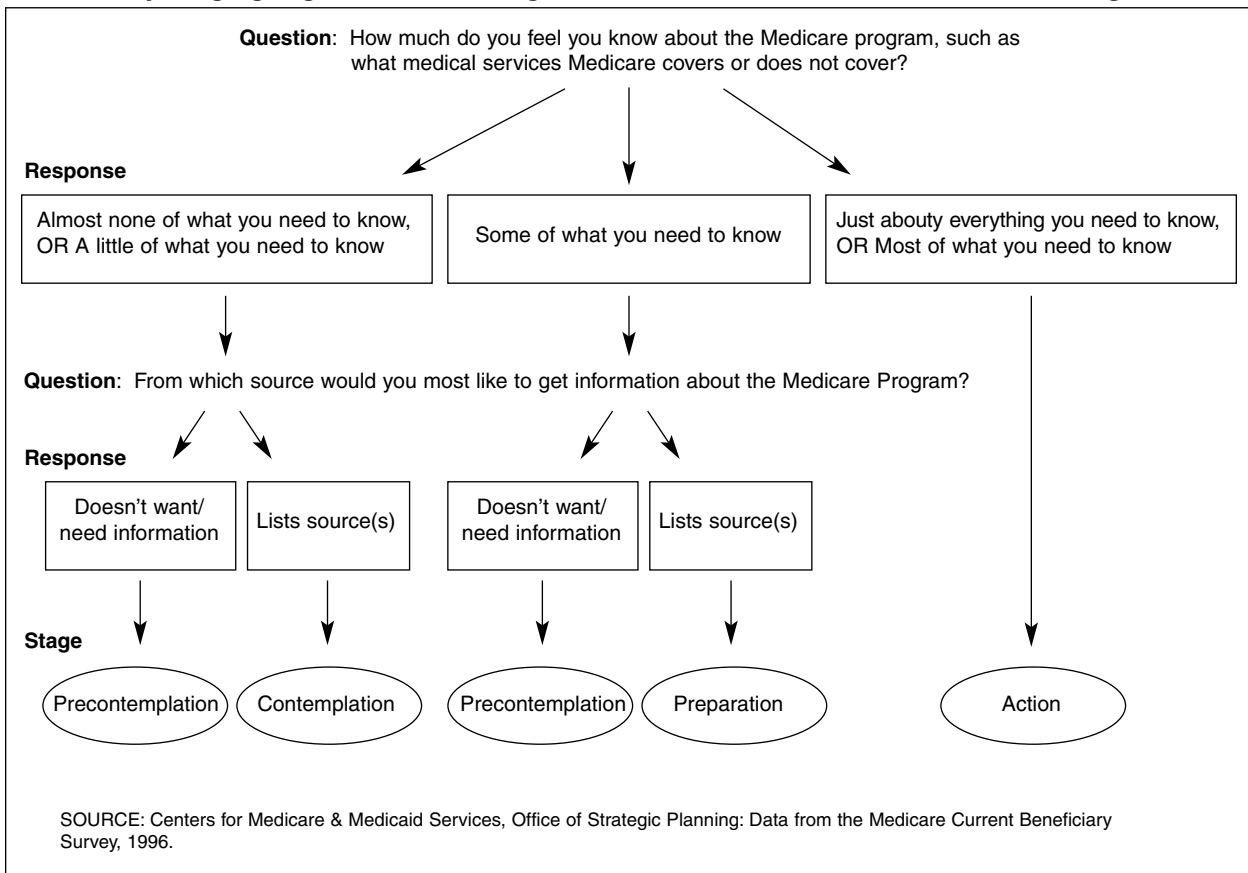 Question: How much do you feel you know about the Medicare program, such as
what medical services Medicare covers or does not cover?
Response
Almost none of what you need to know,
OR A little of what you need to know
Some of what you need to know
Just abouty everything you need to know,
OR Most of what you need to know
Question: From which source would you most like to get information about the Medicare Program?
Response
Doesn't want/
need information
Lists source(s)
Doesn't want/
need information
Lists source(s)
Stage
Precontemplation
Contemplation
Precontemplation
Preparation
Action
SOURCE: Centers for Medicare & Medicaid Services, Office of Strategic Planning: Data from the Medicare Current Beneficiary
Survey, 1996.